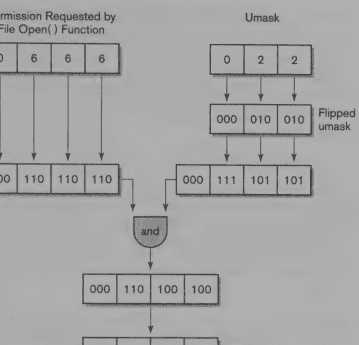 rmission Requested by
File Open( ) Function
Umask
0 6 6 6
0 2 2
000 010 010
Flipped
umask
00 110 110 110
000 111 101 101
and
000 110 100 100